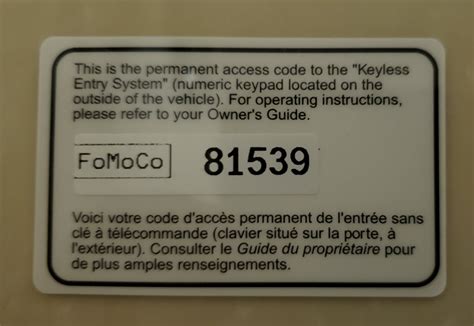 This is the permanent access code to the "Keyless
Entry System" (numeric keypad located on the
outside of the vehicle). For operating instructions,
please refer to your Owner's Guide.
FoMoCo 81539
Voici votre code d'accès permanent de l'entrée sans
clé à télécommande (clavier situé sur la porte, à
l'extérieur). Consulter le Guide du propriétaire pour
de plus amples renseignements.